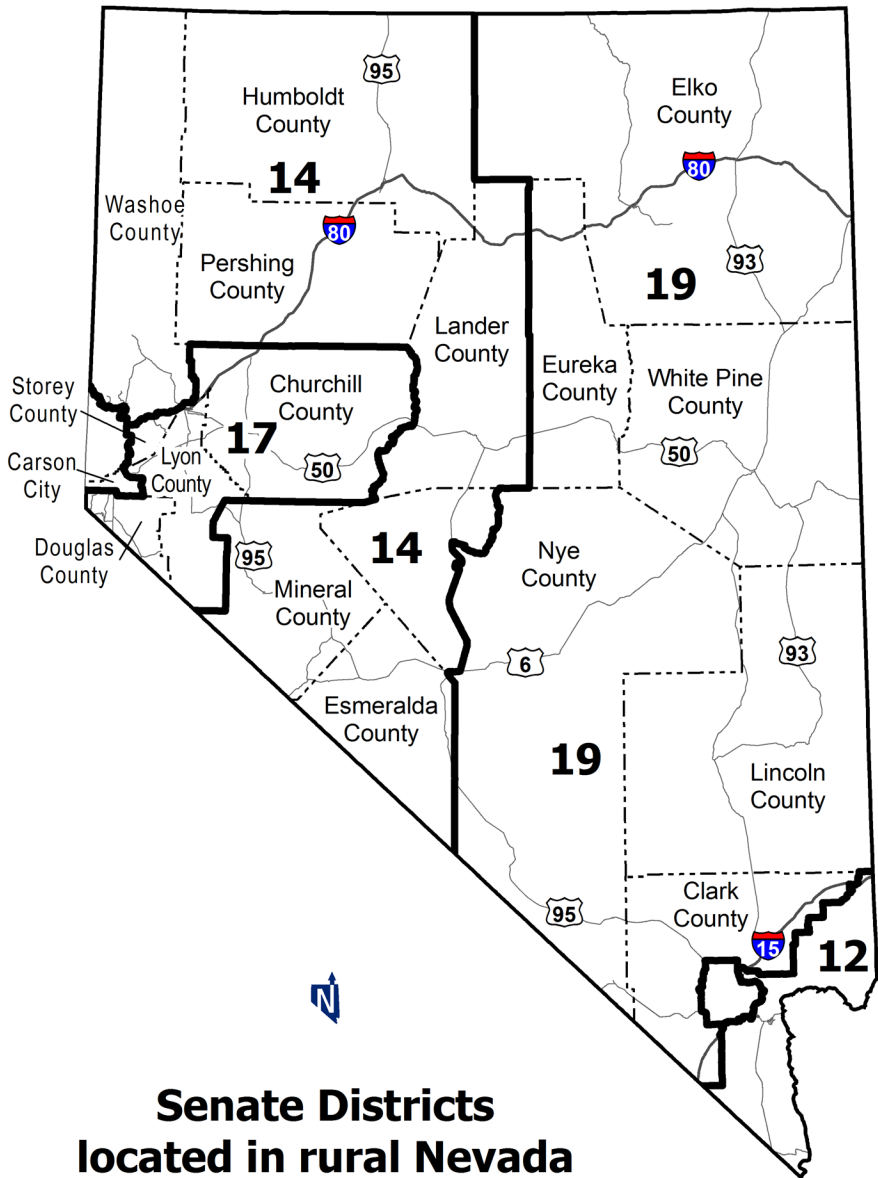 95
Humboldt
County
Elko
County
80
14
Washoe
County
80
Pershing
County
93
19
Lander
County
Eureka
County
White Pine
County
Storey
County
Churchill
County
17
Lyon
County
50
50
Carson
City
Douglas
County
95
14
Nye
County
Mineral
County
6
93
Esmeralda
County
19
Lincoln
County
Clark
County
95
15
12
N
Senate Districts
located in rural Nevada